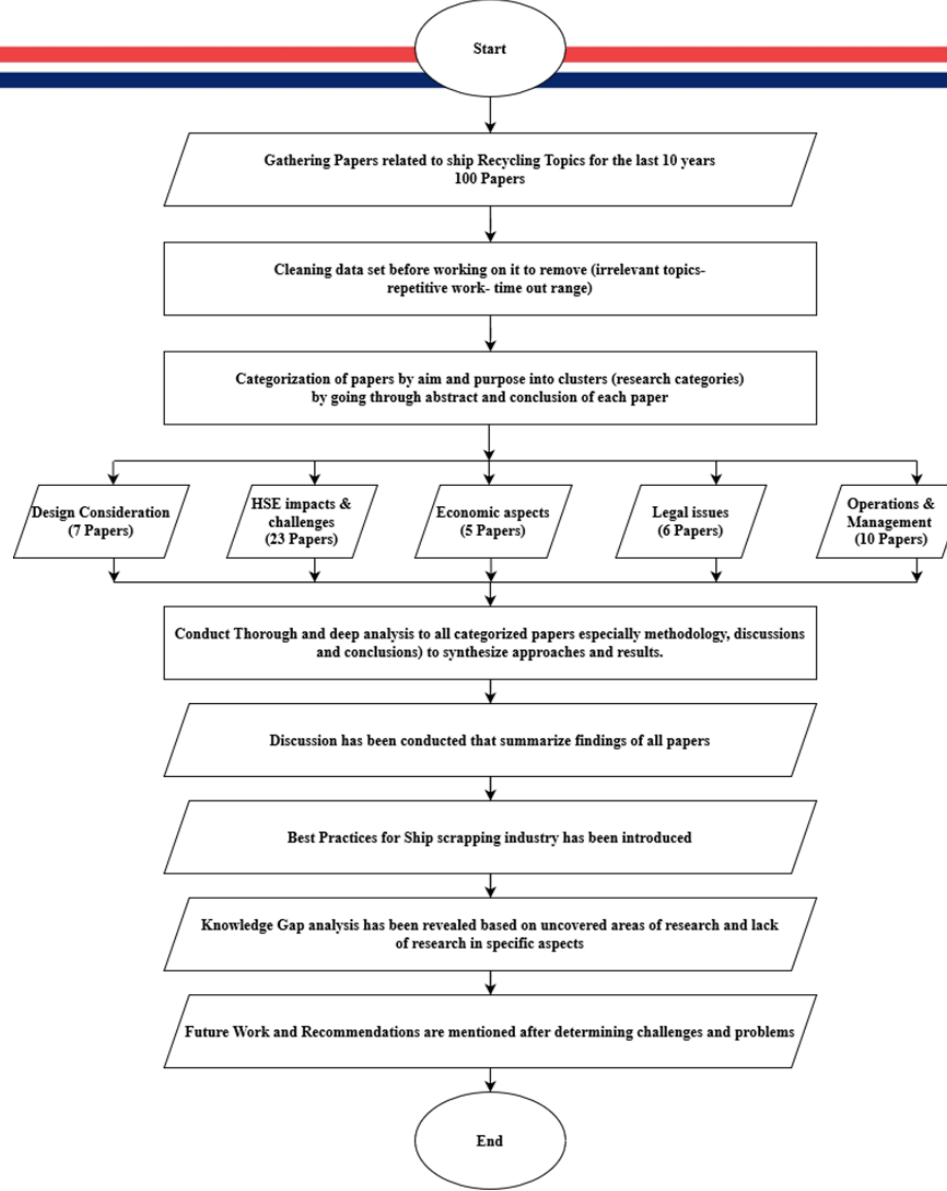 Start
Gathering Papers related to ship Recycling Topics for the last 10 years
100 Papers
Cleaning data set before working on it to remove (irrelevant topics-
repetitive work- time out range)
Categorization of papers by aim and purpose into clusters (research categories)
by going through abstract and conclusion of each paper
Design Consideration
(7 Papers)
HSE impacts &
challenges
(23 Papers)
Economic aspects
(5 Papers)
Legal issues
(6 Papers)
Operations &
Management
(10 Papers)
Conduct Thorough and deep analysis to all categorized papers especially methodology, discussions
and conclusions) to synthesize approaches and results.
Discussion has been conducted that summarize findings of all papers
Best Practices for Ship scrapping industry has been introduced
Knowledge Gap analysis has been revealed based on uncovered areas of research and lack
of research in specific aspects
Future Work and Recommendations are mentioned after determining challenges and problems
End